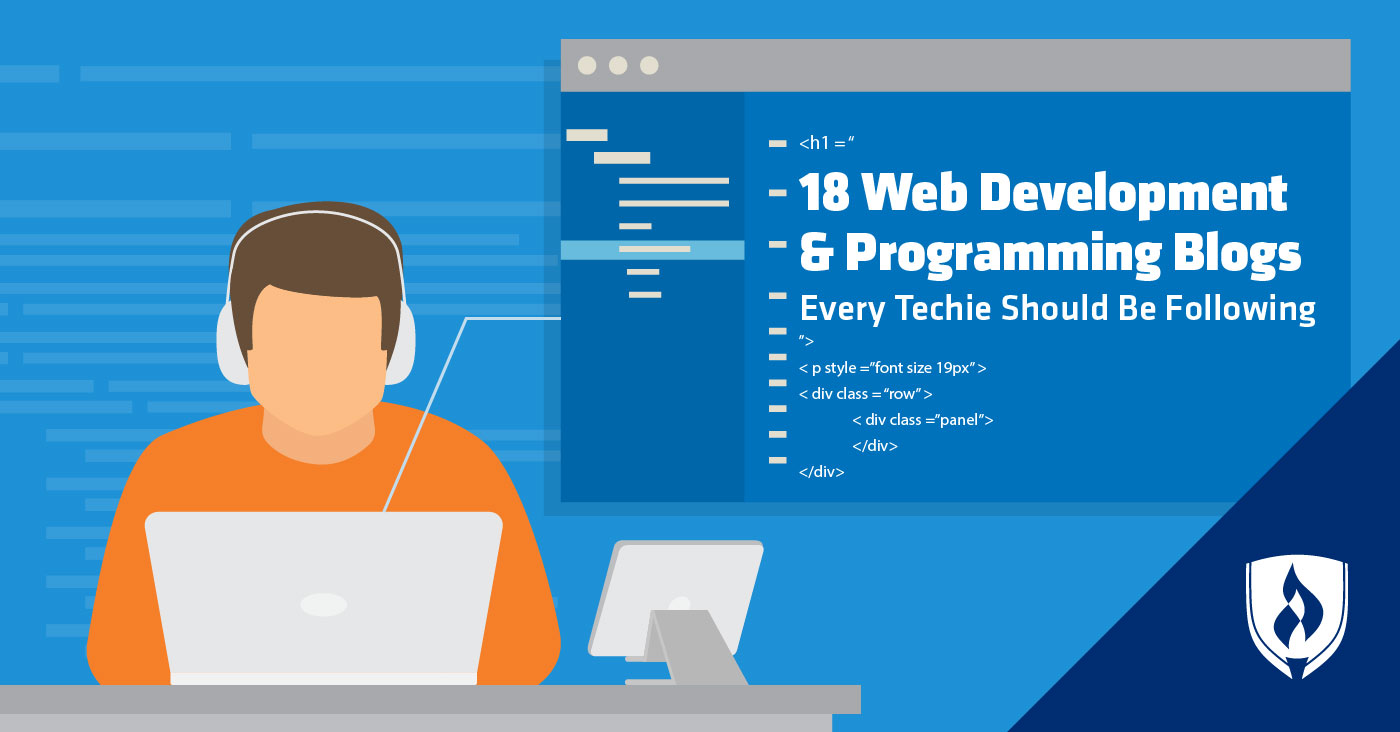 <h1 = “
18 Web Development
& Programming Blogs
Every Techie Should Be Following
”>
< p style =”font size 19px” >
< div class = “row” >
< div class =”panel”>
</div>
</div>